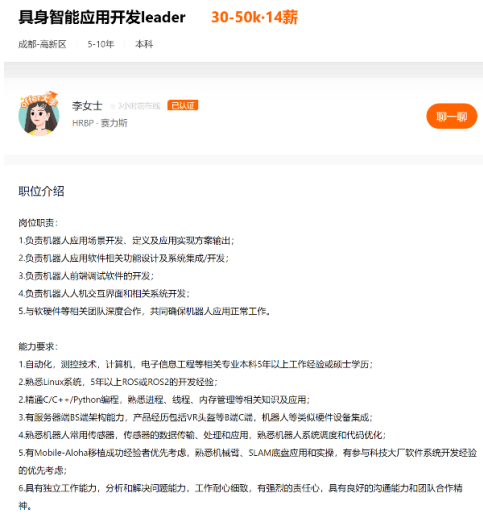 具身智能应用开发leader 30-50k·14薪
成都-高新区 5-10年 本科
李女士 3小时前在线 已认证
HRBP · 赛力斯
聊一聊
职位介绍
岗位职责：
1.负责机器人应用场景开发、定义及应用实现方案输出；
2.负责机器人应用软件相关功能设计及系统集成/开发；
3.负责机器人前端调试软件的开发；
4.负责机器人人机交互界面和相关系统开发；
5.与软硬件等相关团队深度合作，共同确保机器人应用正常工作。
能力要求：
1.自动化，测控技术，计算机，电子信息工程等相关专业本科5年以上工作经验或硕士学历；
2.熟悉Linux系统，5年以上ROS或ROS2的开发经验；
2.精通C/C++/Python编程，熟悉进程、线程、内存管理等相关知识及应用；
3.有服务器端BS端架构能力，产品经历包括VR头盔等B端C端，机器人等类似硬件设备集成；
4.熟悉机器人常用传感器，传感器的数据传输、处理和应用，熟悉机器人系统调度和代码优化；
5.有Mobile-Aloha移植成功经验者优先考虑，熟悉机械臂、SLAM底盘应用和实操，有参与科技大厂软件系统开发经验
的优先考虑；
6.具有独立工作能力，分析和解决问题能力，工作耐心细致，有强烈的责任心，具有良好的沟通能力和团队合作精
神。